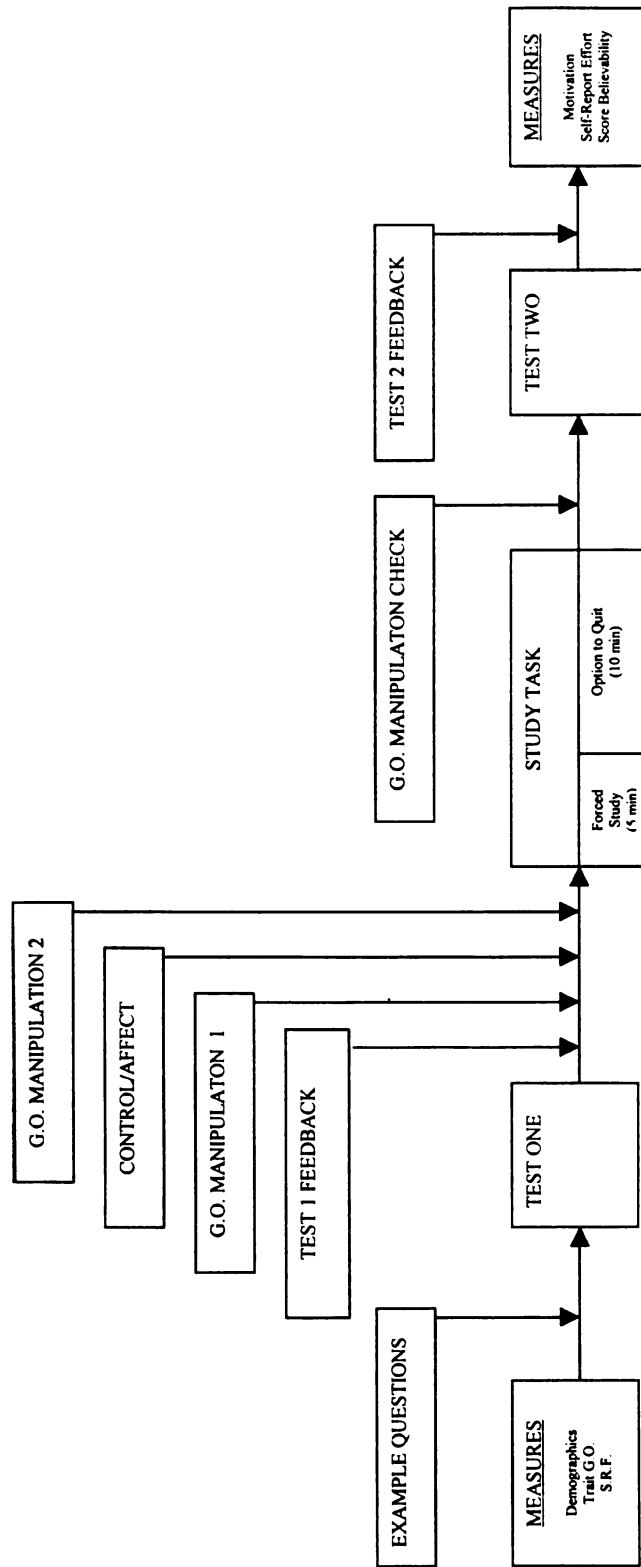 MEASURES
Demographics
Trait G.O.
S.R.F.
EXAMPLE QUESTIONS
TEST ONE
TEST 1 FEEDBACK
G.O. MANIPULATON 1
CONTROL/AFFECT
G.O. MANIPULATION 2
STUDY TASK
Forced
Study
(5 min)
Option to Quit
(10 min)
G.O. MANIPULATON CHECK
TEST TWO
TEST 2 FEEDBACK
MEASURES
Motivation
Self-Report Effort
Score Believability